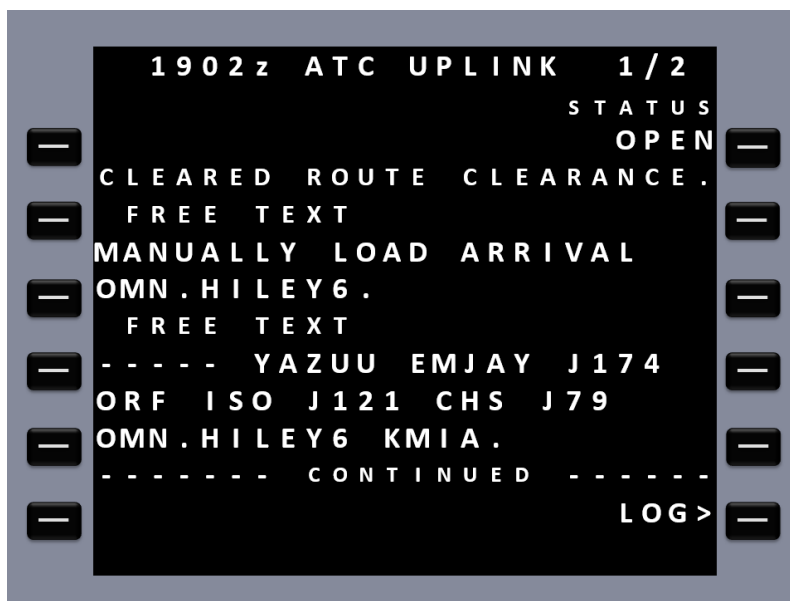 1902z ATC UPLINK 1/2
STATUS
OPEN
CLEARED ROUTE CLEARANCE.
FREE TEXT
MANUALLY LOAD ARRIVAL
OMN.HILEY6.
FREE TEXT
----- YAZUU EMJAY J174
ORF ISO J121 CHS J79
OMN.HILEY6 KMIA.
------- CONTINUED ------
LOG>